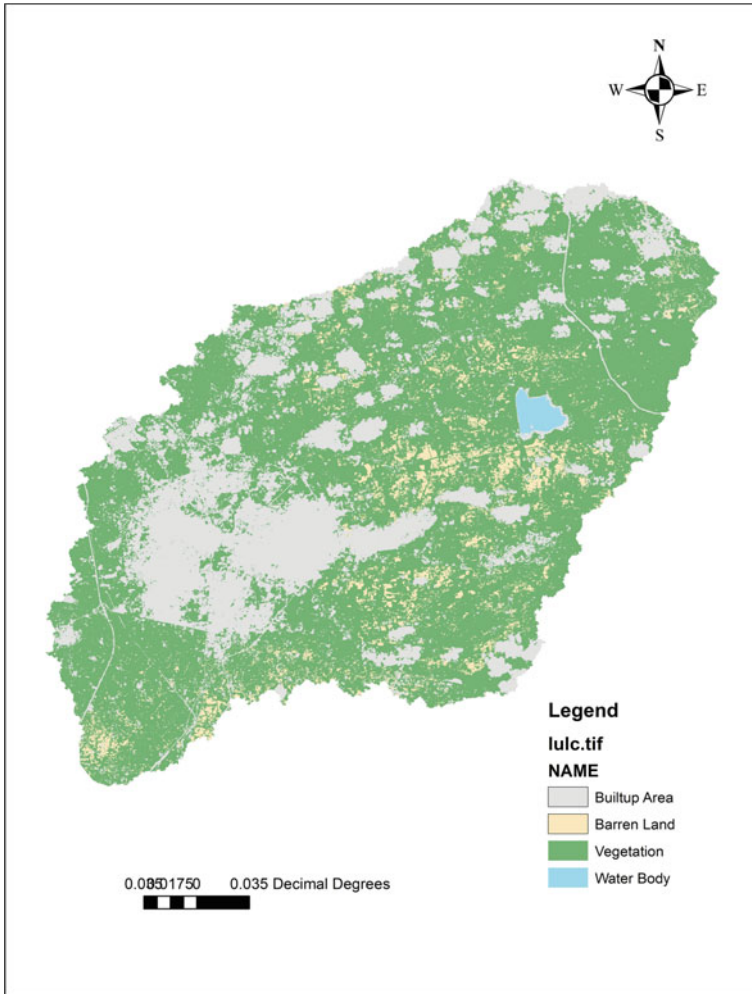 N
W E
S
Legend
lulc.tif
NAME
Builtup Area
Barren Land
Vegetation
Water Body
0.035 Decimal Degrees